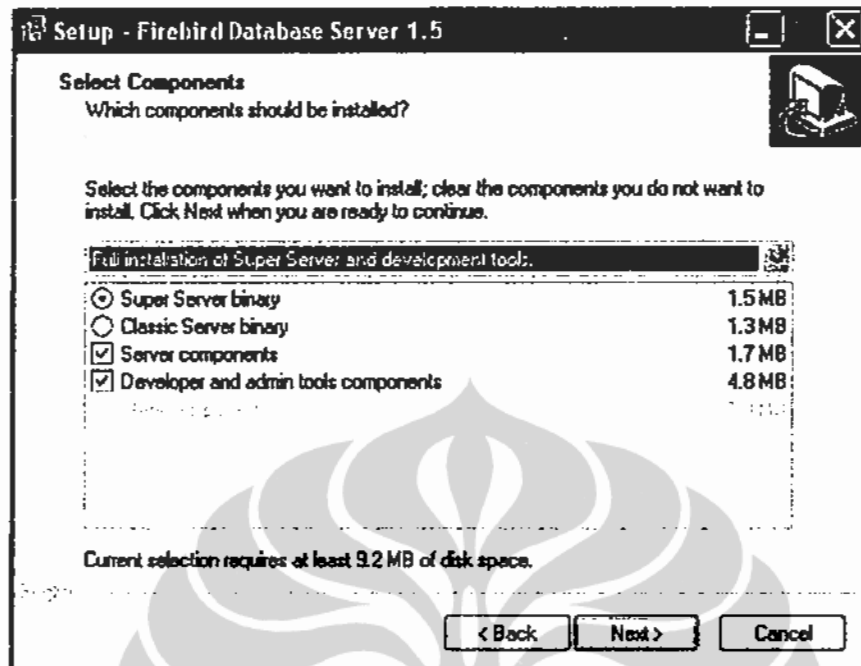 Setup - Firebird Database Server 1.5
Select Components
Which components should be installed?
Select the components you want to install; clear the components you do not want to
install. Click Next when you are ready to continue.
Full installation of Super Server and development tools.
Super Server binary 1.5 MB
Classic Server binary 1.3 MB
Server components 1.7 MB
Developer and admin tools components 4.8 MB
Current selection requires at least 9.2 MB of disk space.
< Back Next > Cancel